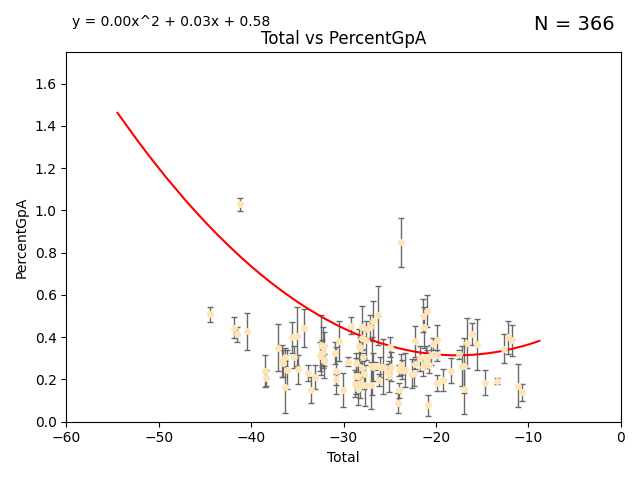 y = 0.00x^2 + 0.03x + 0.58
N = 366
Total vs PercentGpA
PercentGpA
1.6
1.4
1.2
1.0
0.8
0.6
0.4
0.2
0.0
−60 −50 −40 −30 −20 −10 0
Total